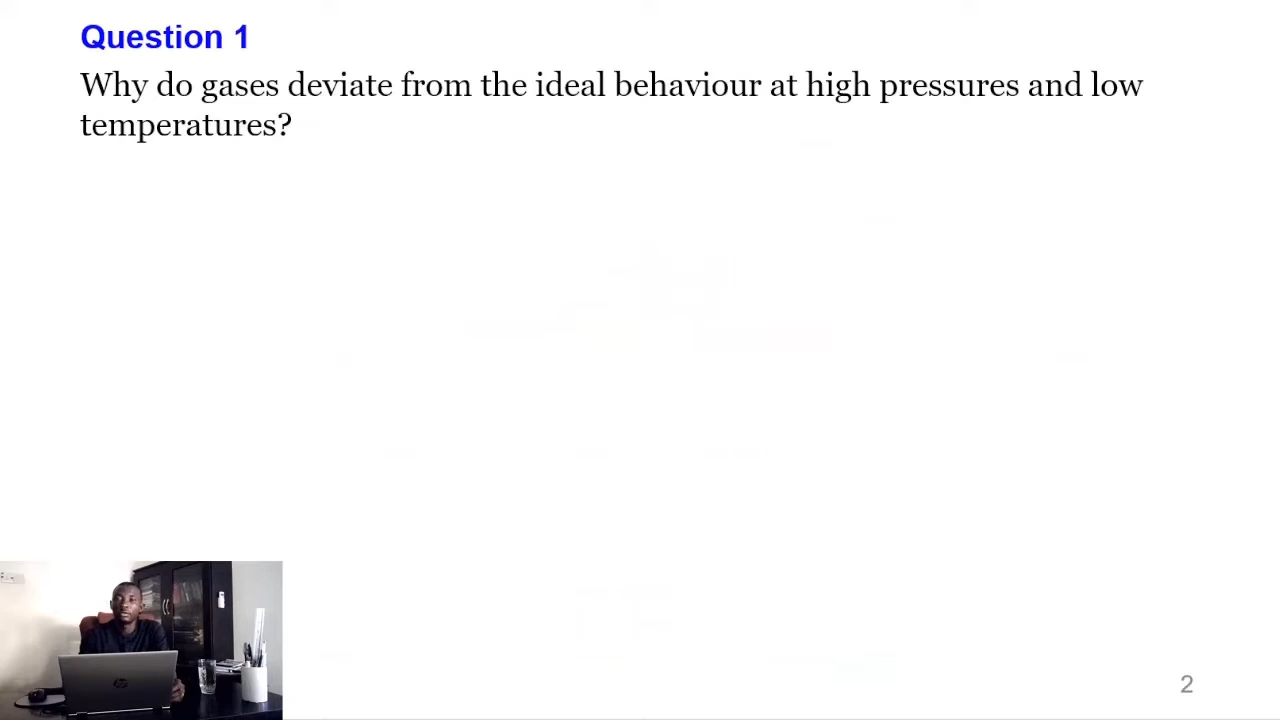 Question 1
Why do gases deviate from the ideal behaviour at high pressures and low
temperatures?
2